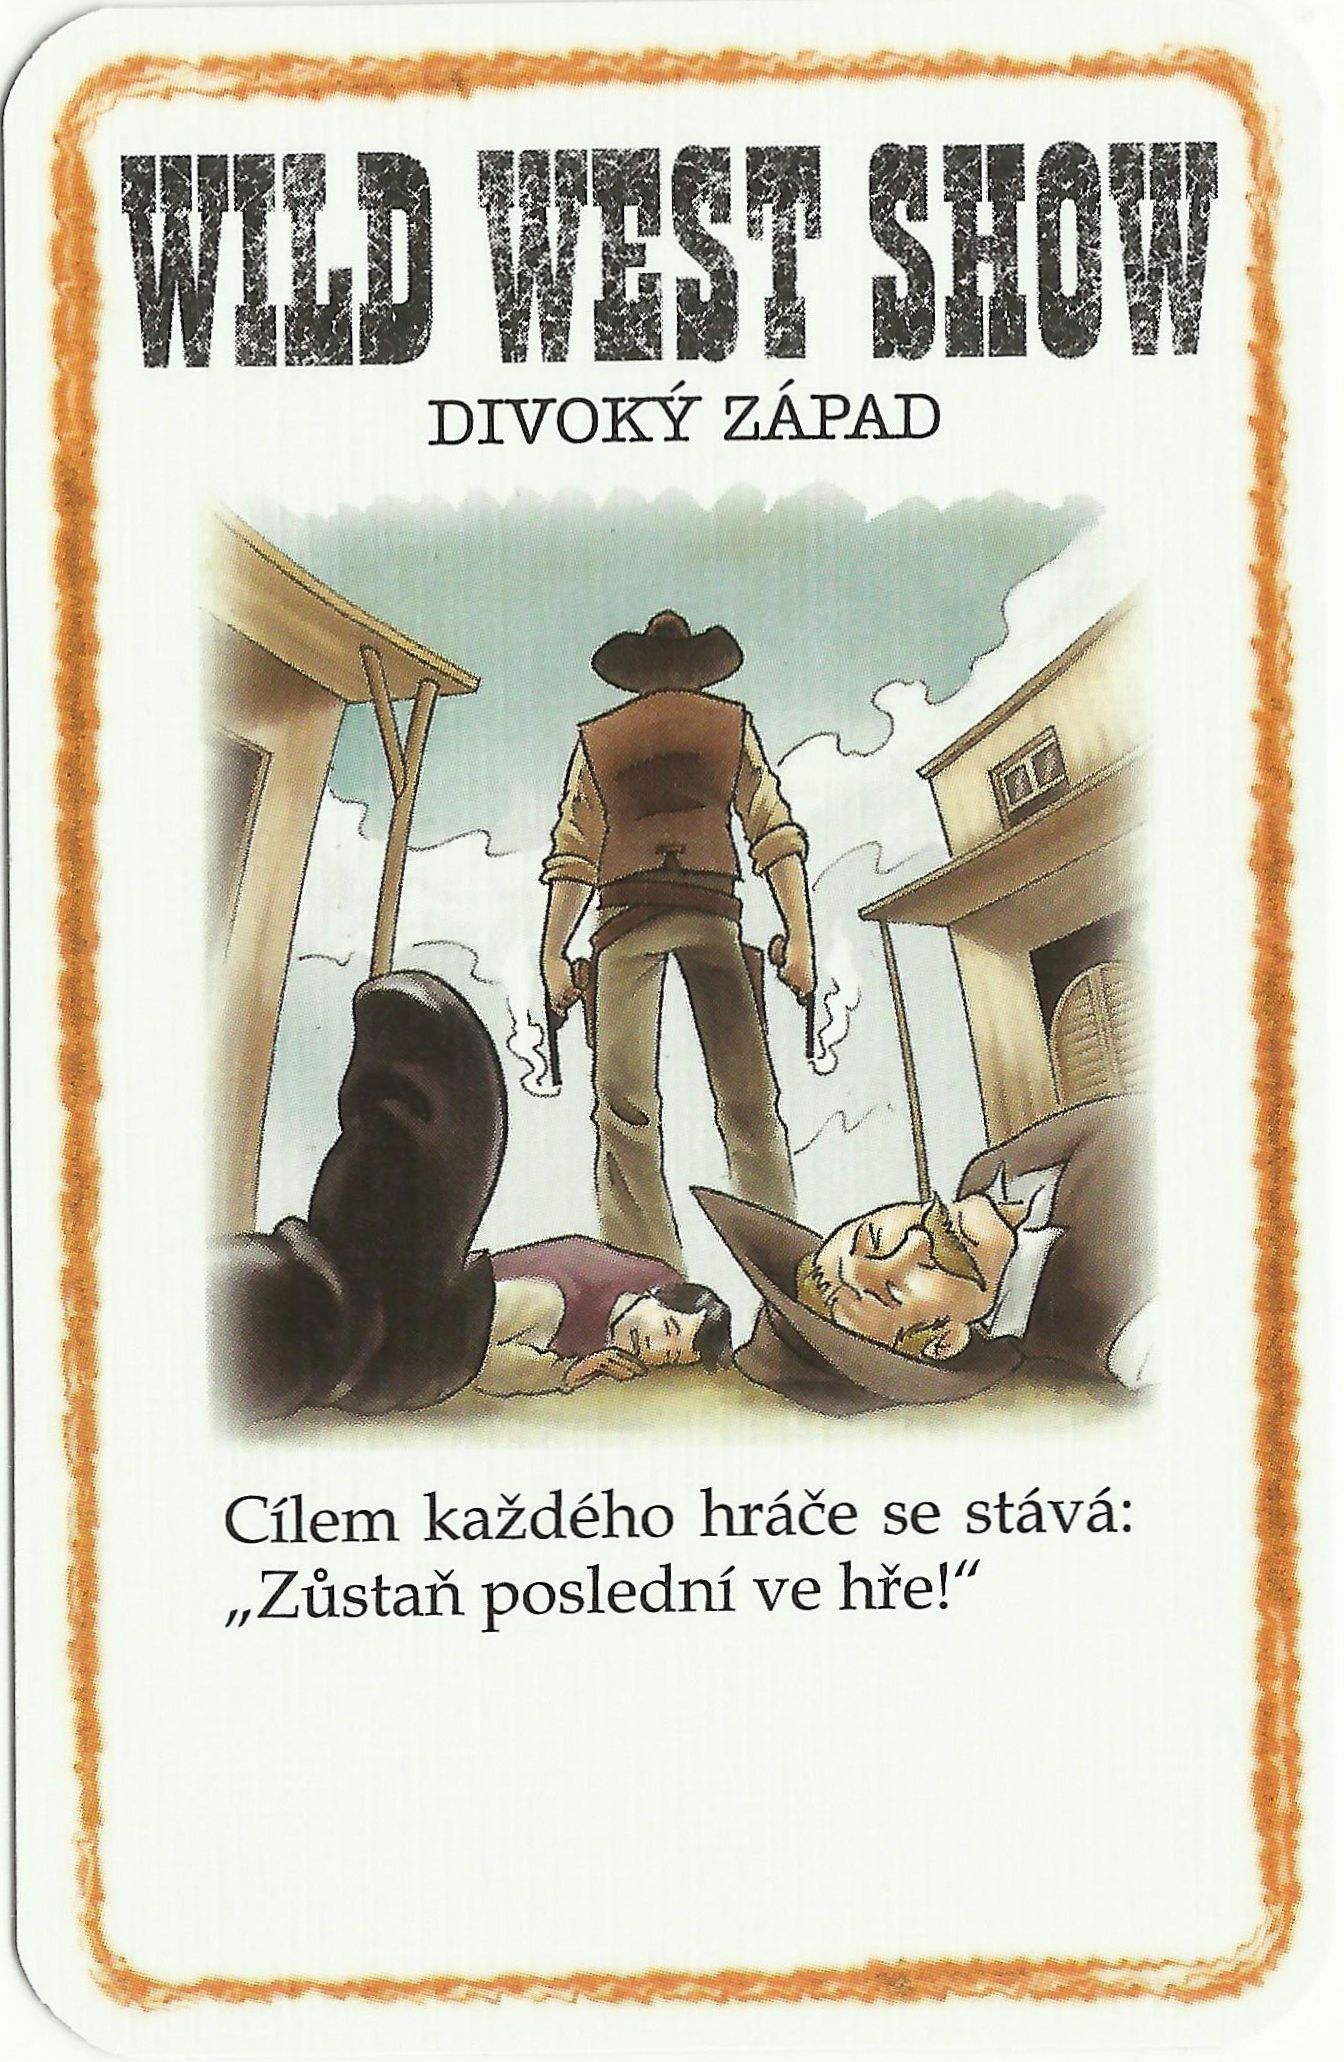 WILD WEST SHOW
DIVOKÝ ZÁPAD
Cílem každého hráče se stává:
„Zůstaň poslední ve hře!“